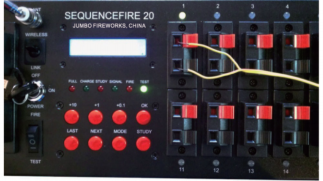 SEQUENCEFIRE 20
JUMBO FIREWORKS, CHINA
1 2 3 4
WIRELESS
LINK
OFF
ON
POWER
FIRE
TEST
FULL CHARGE STUDY SIGNAL FIRE TEST
+10 +1 +0.1 OK
LAST NEXT MODE STUDY
11 12 13 14